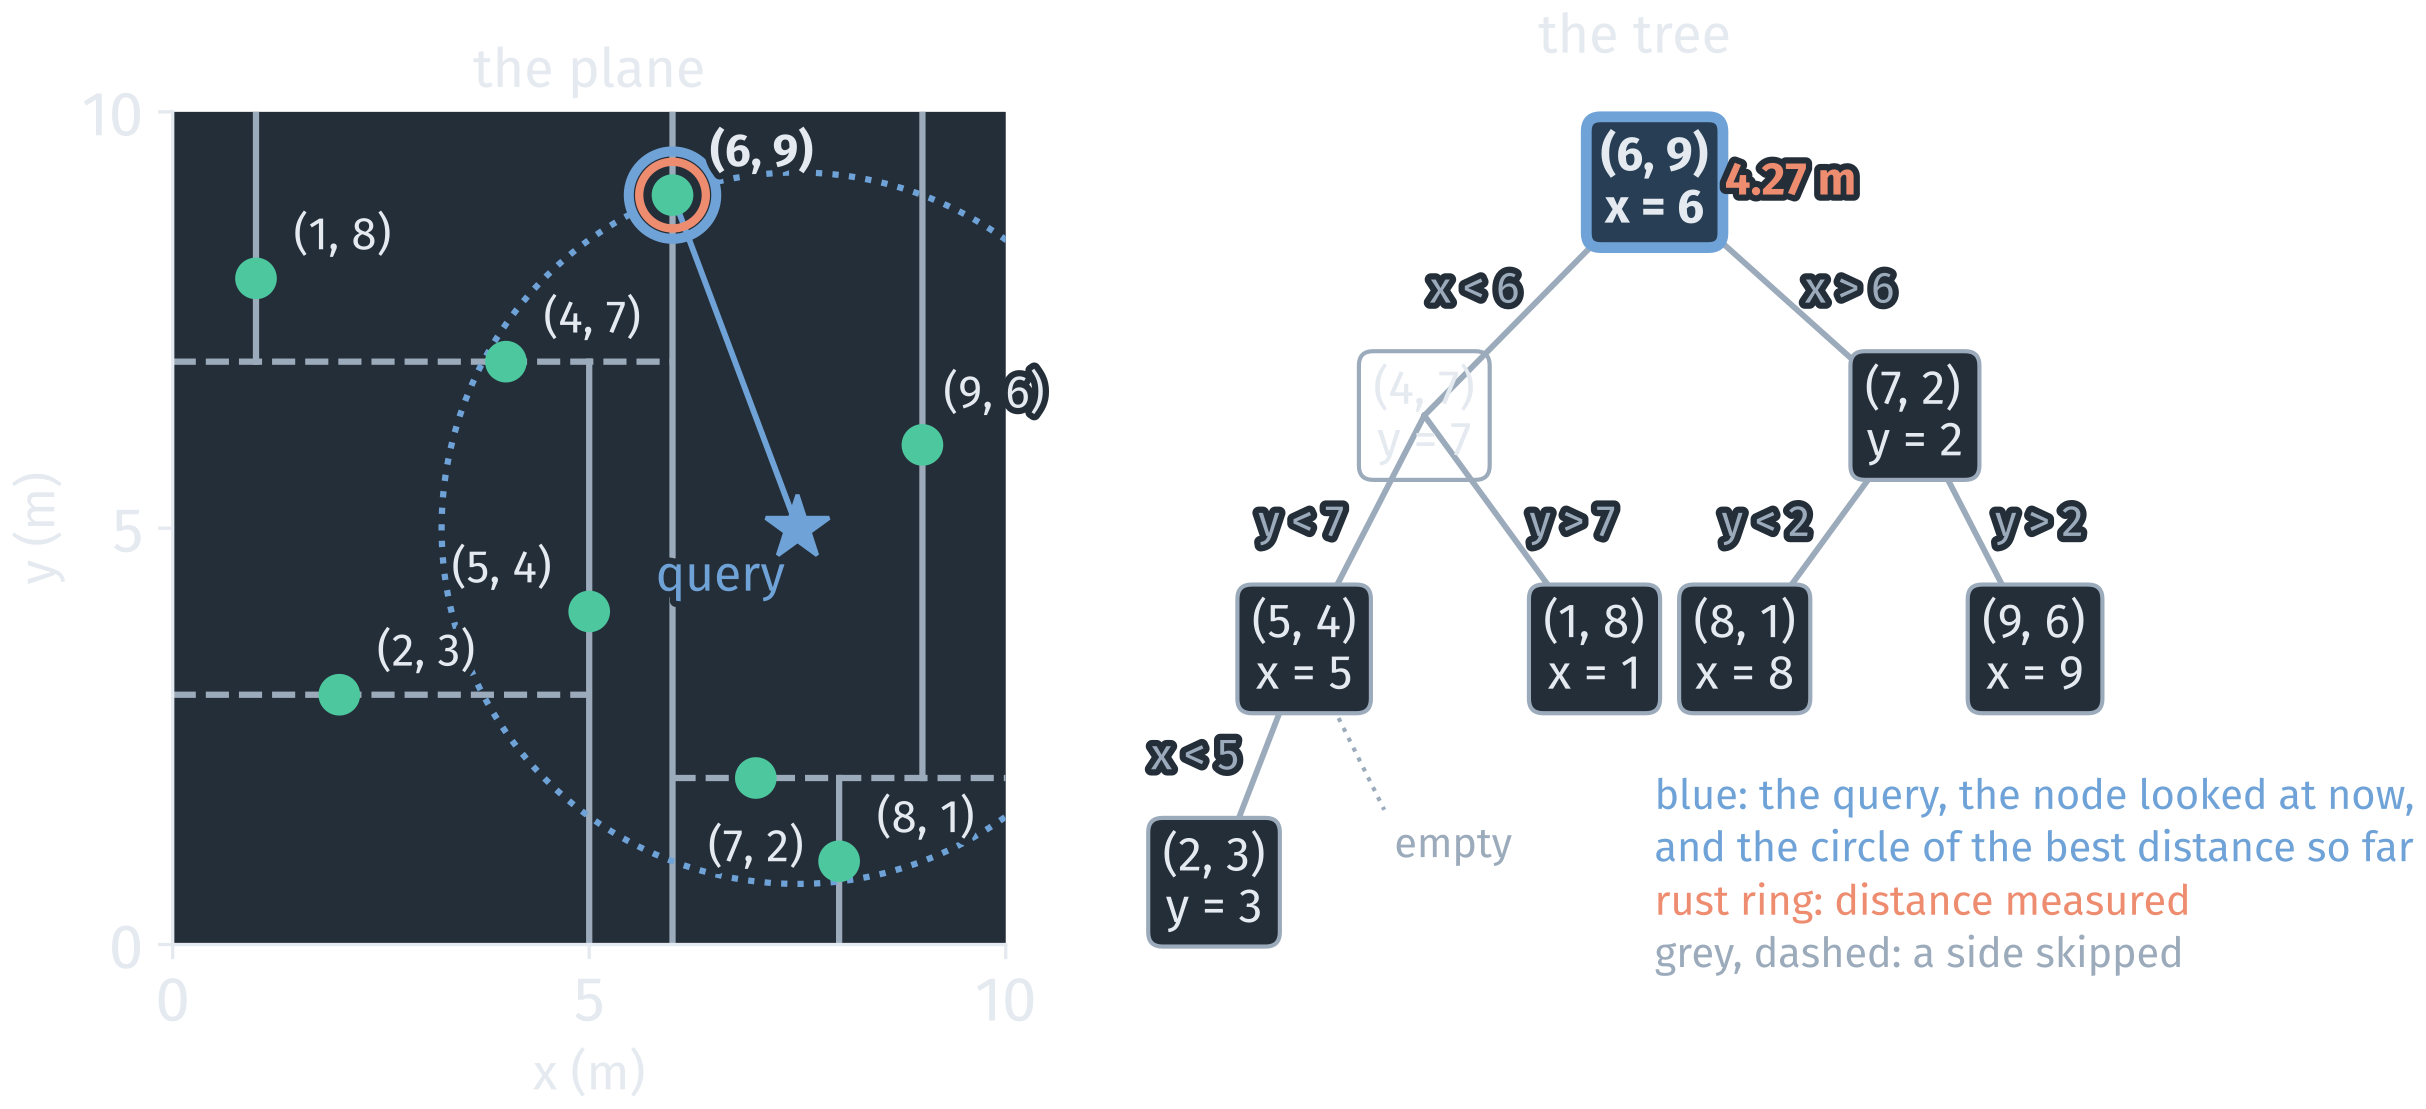 the plane
10
5
0
0
5
10
x (m)
y (m)
(6, 9)
(1, 8)
(4, 7)
(9, 6)
query
(5, 4)
(2, 3)
(8, 1)
(7, 2)
the tree
(6, 9)
x = 6
4.27 m
x<6
x>6
(4, 7)
y = 7
(7, 2)
y = 2
y<7
y>7
y<2
y>2
(5, 4)
x = 5
(1, 8)
x = 1
(8, 1)
x = 8
(9, 6)
x = 9
x<5
empty
(2, 3)
y = 3
blue: the query, the node looked at now,
and the circle of the best distance so far
rust ring: distance measured
grey, dashed: a side skipped